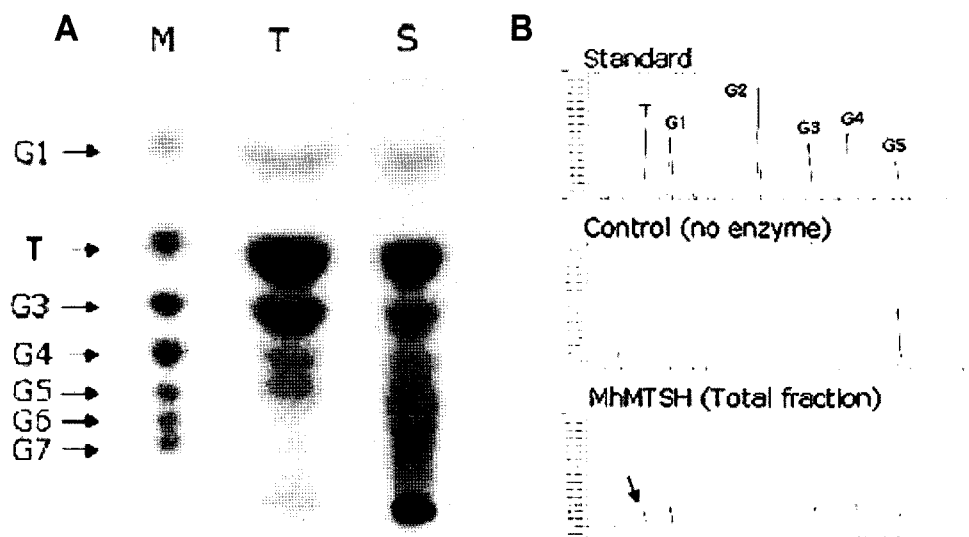 A
M T S
G1
T
G3
G4
G5
G6
G7
B
Standard
T
G1
G2
G3
G4
G5
Control (no enzyme)
MhMTSH (Total fraction)